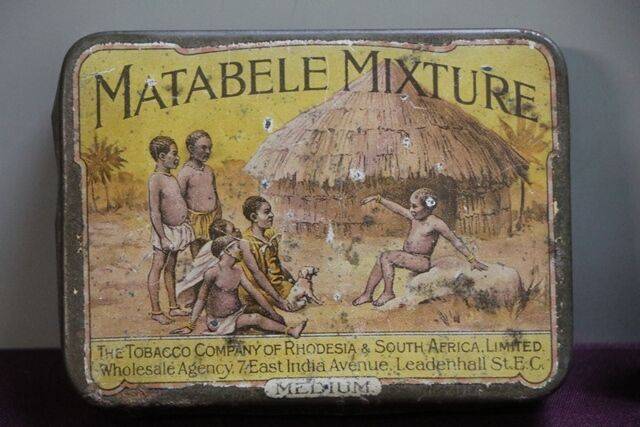 MATABELE MIXTURE
THE TOBACCO COMPANY OF RHODESIA & SOUTH AFRICA, LIMITED.
Wholesale Agency. 7, East India Avenue, Leadenhall St. E.C.
MEDIUM.